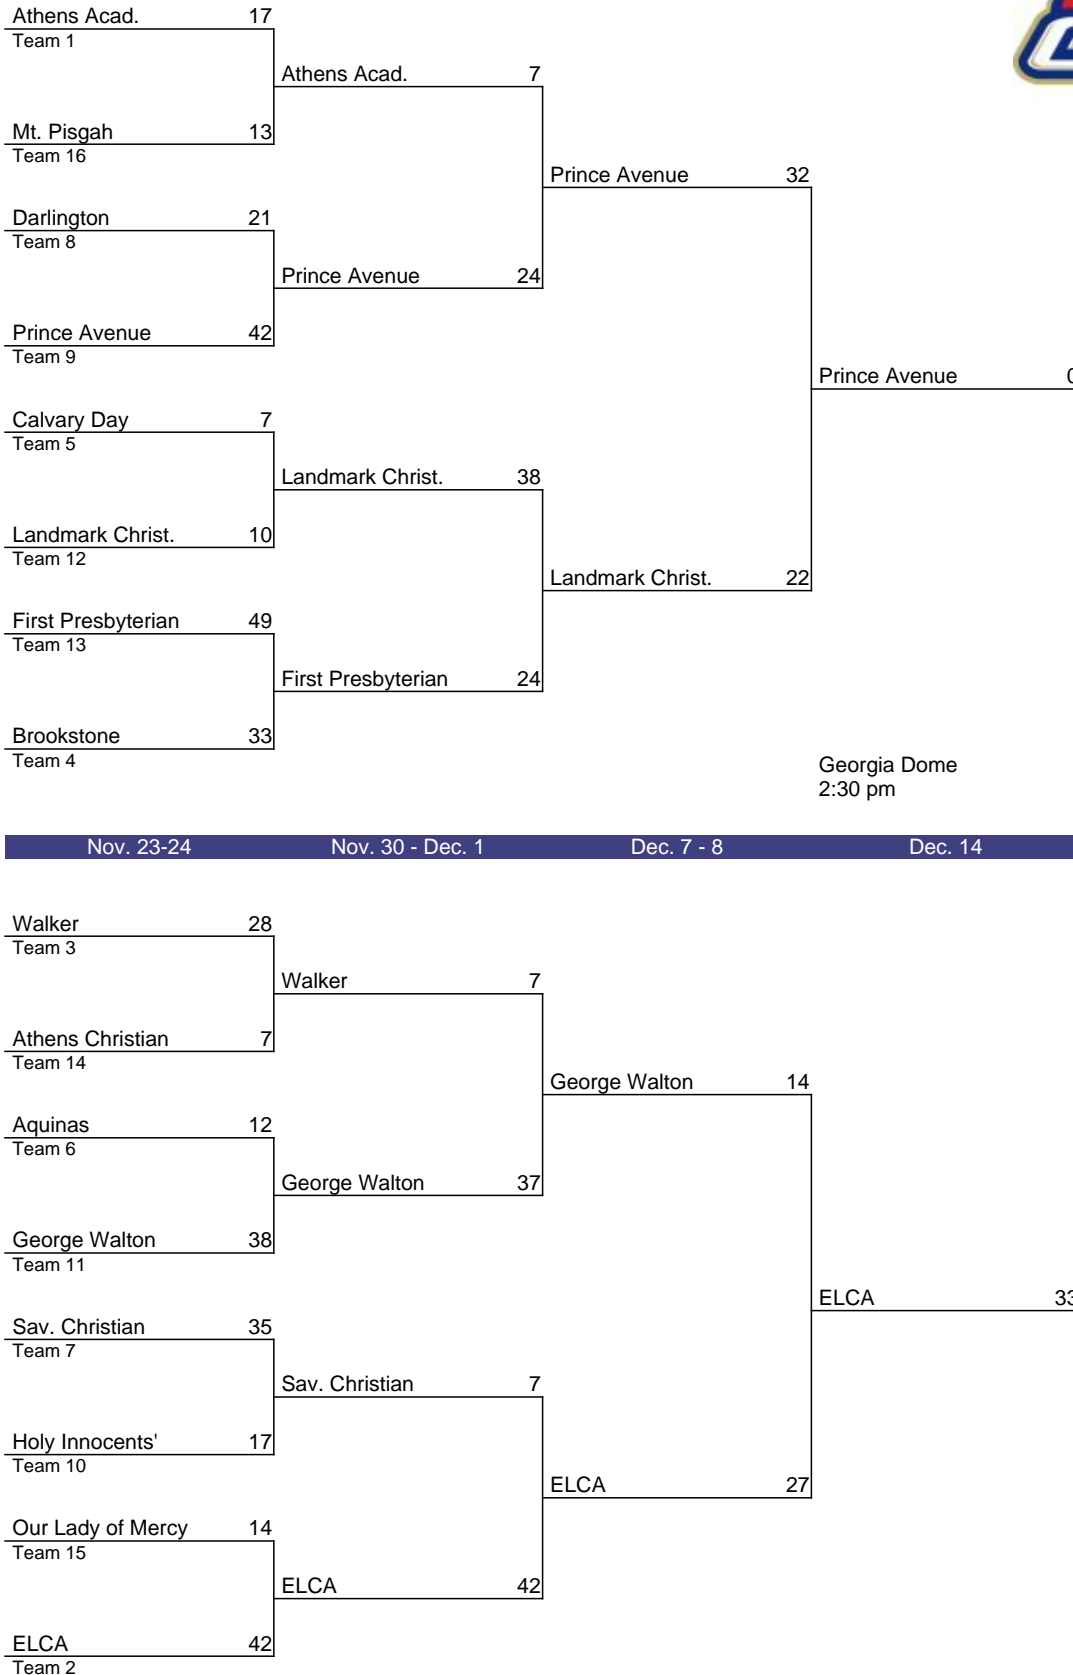 Athens Acad. 17
Team 1
Athens Acad. 7
Mt. Pisgah 13
Team 16
Prince Avenue 32
Darlington 21
Team 8
Prince Avenue 24
Prince Avenue 42
Team 9
Prince Avenue 0
Calvary Day 7
Team 5
Landmark Christ. 38
Landmark Christ. 10
Team 12
Landmark Christ. 22
First Presbyterian 49
Team 13
First Presbyterian 24
Brookstone 33
Team 4
Georgia Dome
2:30 pm
Nov. 23-24 Nov. 30 - Dec. 1 Dec. 7 - 8 Dec. 14
Walker 28
Team 3
Walker 7
Athens Christian 7
Team 14
George Walton 14
Aquinas 12
Team 6
George Walton 37
George Walton 38
Team 11
ELCA 33
Sav. Christian 35
Team 7
Sav. Christian 7
Holy Innocents' 17
Team 10
ELCA 27
Our Lady of Mercy 14
Team 15
ELCA 42
ELCA 42
Team 2